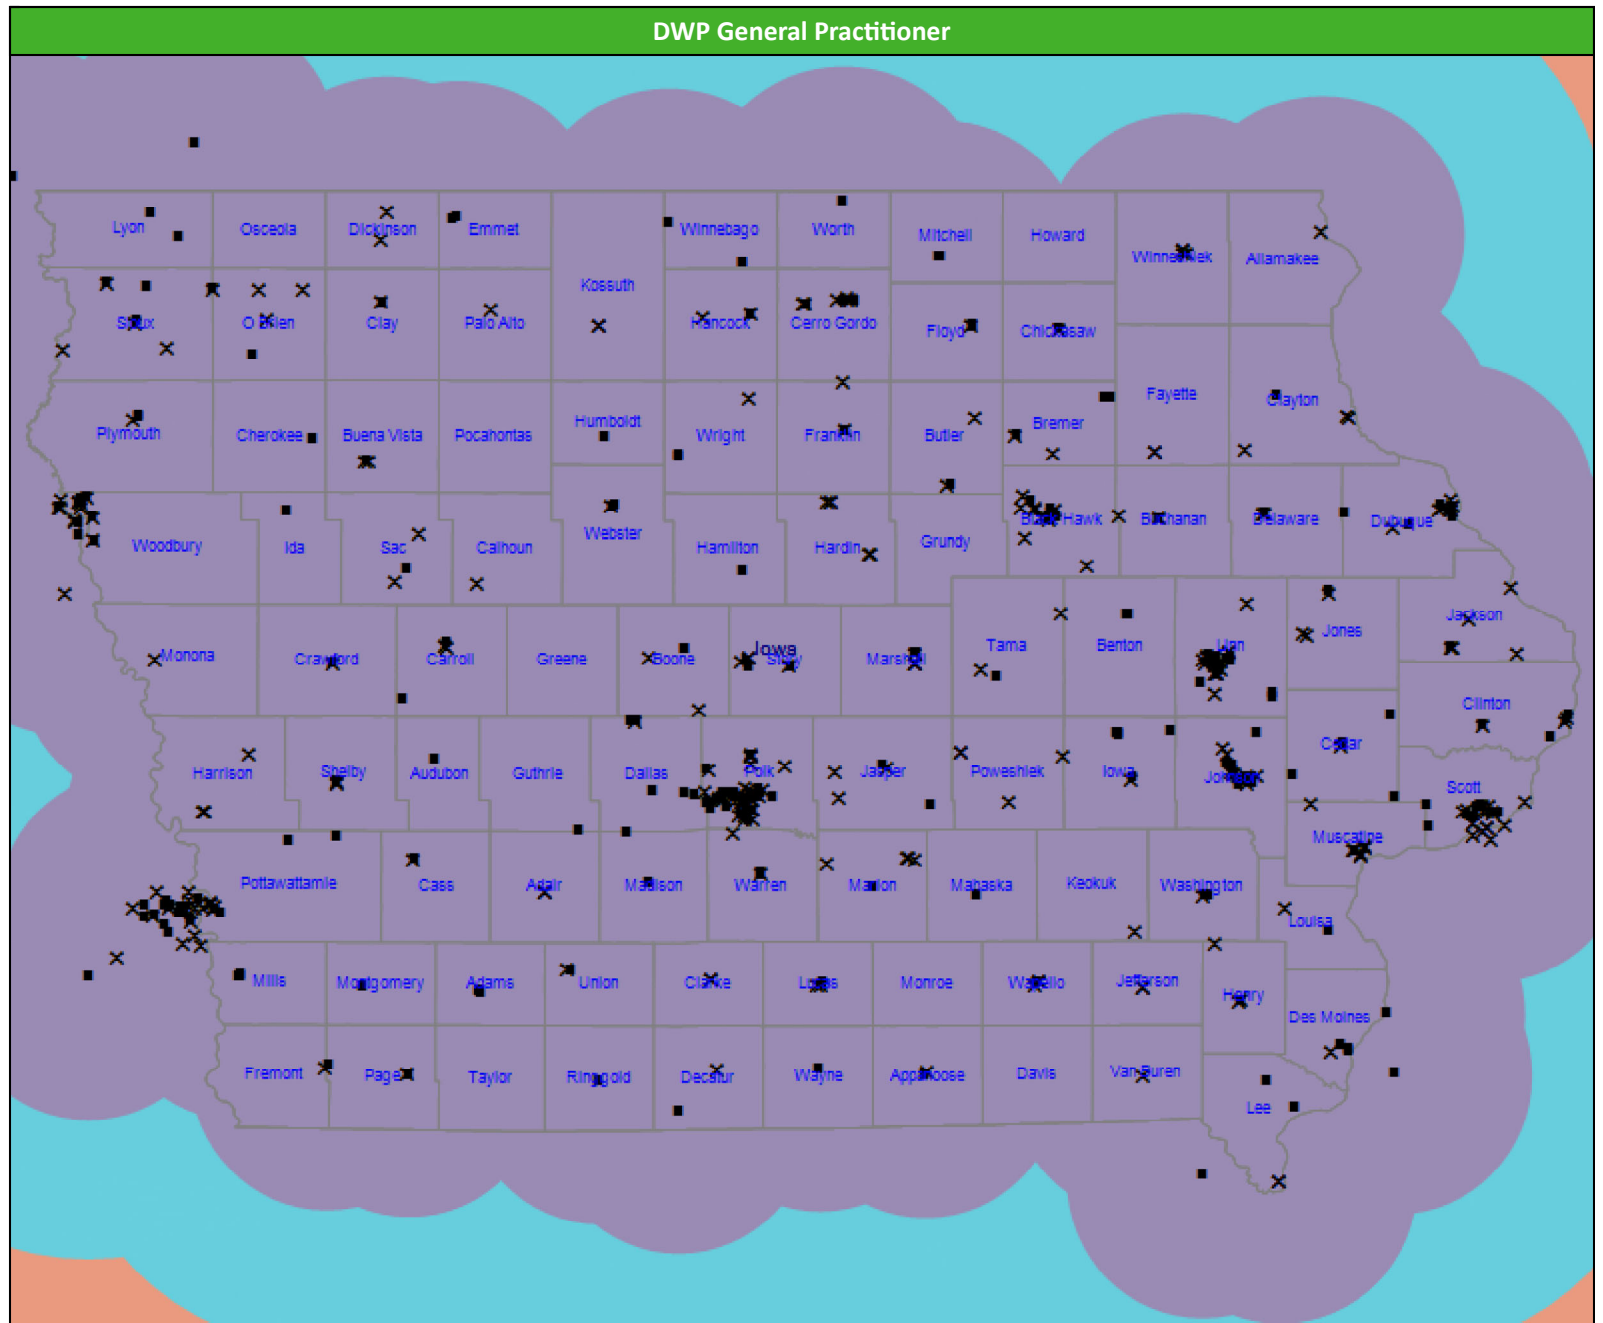 DWP General Practitioner
Lyon Osceola Dickinson Emmet Winnebago Worth Mitchell Howard Winneshiek Allamakee
Kossuth
Sioux O Brien Clay Palo Alto Hancock Cerro Gordo Floyd Chickasaw
Plymouth Cherokee Buena Vista Pocahontas Humboldt Wright Franklin Butler Bremer Fayette Clayton
Woodbury Ida Sac Calhoun Webster Hamilton Hardin Grundy Black Hawk Buchanan Delaware Dubuque
Iowa
Monona Crawford Carroll Greene Boone Story Marshall Tama Benton Linn Jones Jackson
Clinton
Harrison Shelby Audubon Guthrie Dallas Polk Jasper Poweshiek Iowa Johnson Cedar Scott
Muscatine
Pottawattamie Cass Adair Madison Warren Marion Mahaska Keokuk Washington Louisa
Mills Montgomery Adams Union Clarke Lucas Monroe Wapello Jefferson Henry Des Moines
Fremont Page Taylor Ringgold Decatur Wayne Appanoose Davis Van Buren Lee